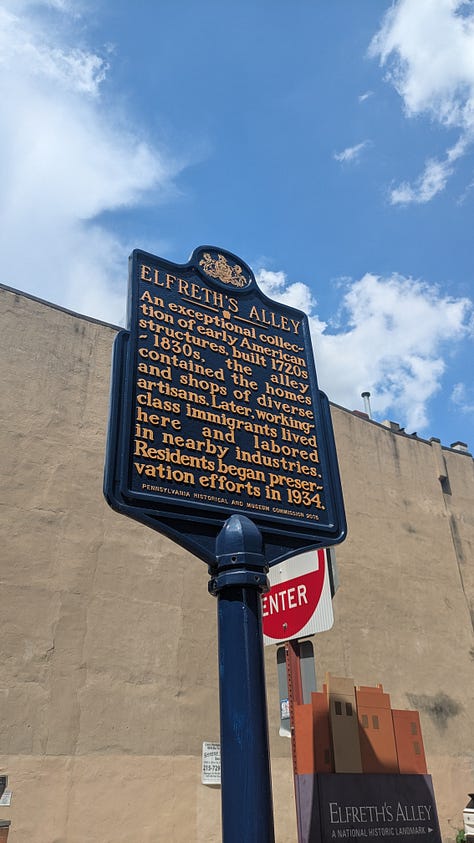 ELFRETH'S ALLEY
An exceptional collec-
tion of early American
structures, built 1720s
- 1830s, the alley
contained the homes
and shops of diverse
artisans. Later, working-
class immigrants lived
here and labored
in nearby industries.
Residents began preser-
vation efforts in 1934.
PENNSYLVANIA HISTORICAL AND MUSEUM COMMISSION 2016
ENTER
ELFRETH'S ALLEY
A NATIONAL HISTORIC LANDMARK